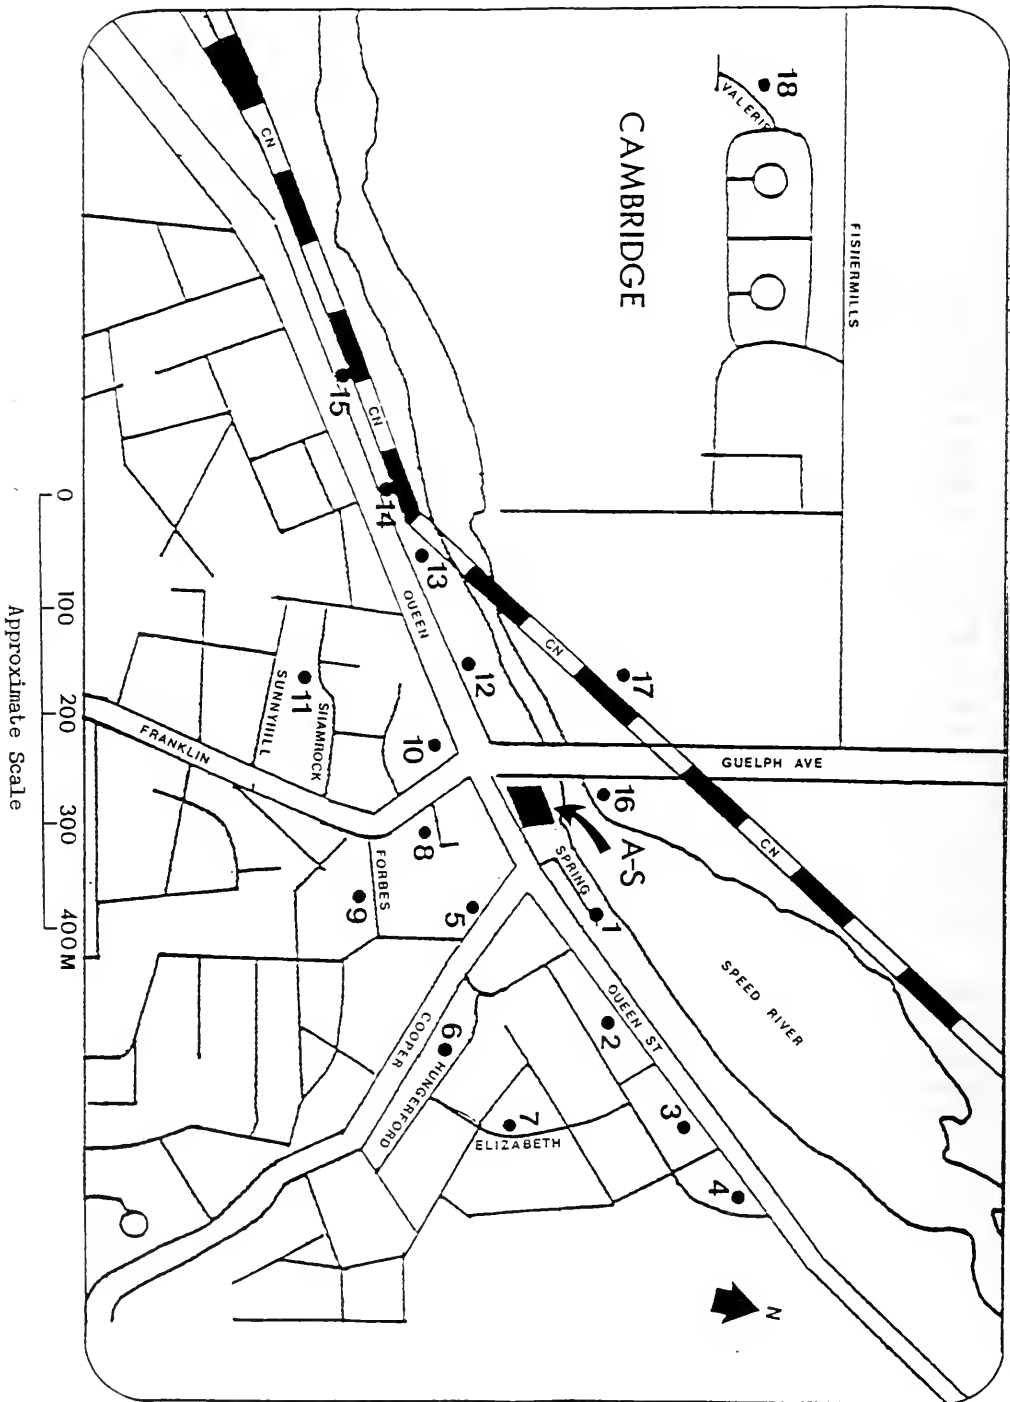 18
VALERIE
CAMBRIDGE
FISHERMILLS
CN
15
CN
14
13
QUEEN
12
CN
17
11
SHAMROCK
SUNNYHILL
10
FRANKLIN
GUELPH AVE
16
A-S
8
SPRING
1
CN
FORBES
9
5
SPEED RIVER
QUEEN ST
2
COOPER
6
HUNGERFORD
3
7
ELIZABETH
4
N
0 100 200 300 400M
Approximate Scale